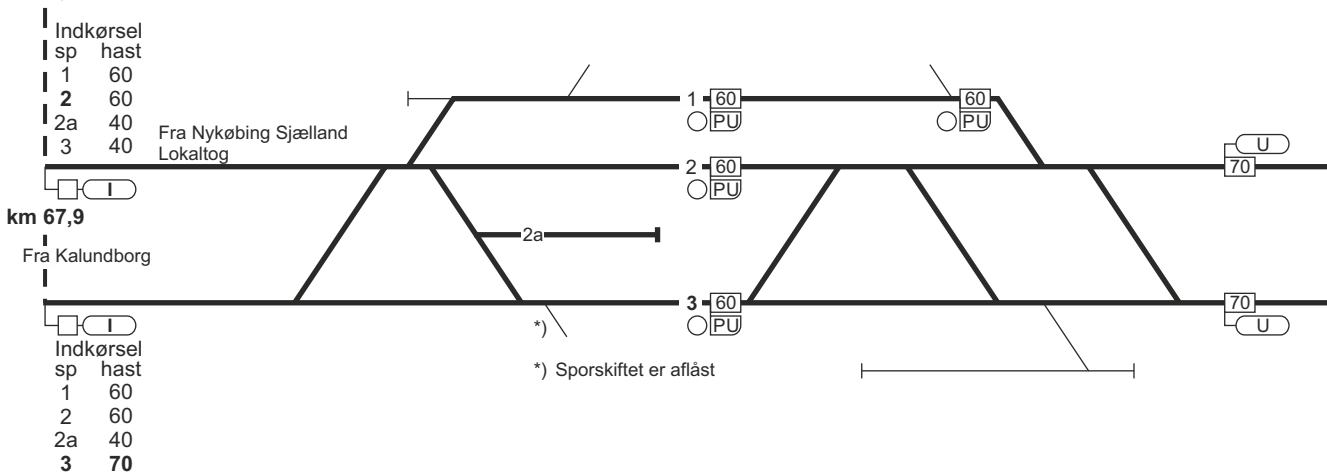 Indkørsel
sp hast
1 60
2 60
2a 40
3 40
Fra Nykøbing Sjælland
Lokaltog
I
km 67,9
Fra Kalundborg
I
Indkørsel
sp hast
1 60
2 60
2a 40
3 70
1 60
PU
60
PU
2 60
PU
U
70
2a
3 60
PU
70
U
*)
*) Sporskiftet er aflåst